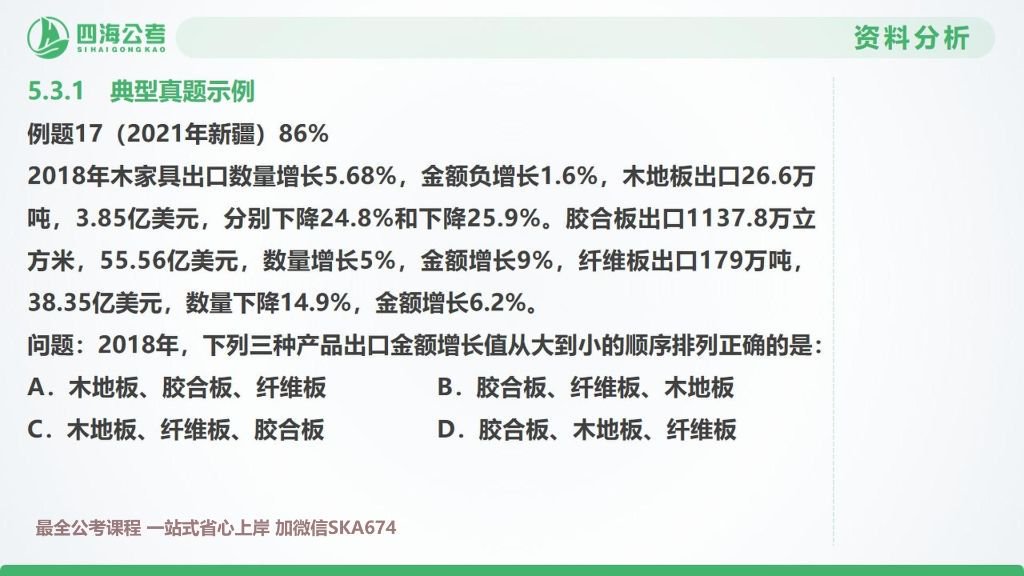 四海公考
SIHAIGONGKAO
资料分析
5.3.1 典型真题示例
例题17（2021年新疆）86%
2018年木家具出口数量增长5.68%，金额负增长1.6%，木地板出口26.6万
吨，3.85亿美元，分别下降24.8%和下降25.9%。胶合板出口1137.8万立
方米，55.56亿美元，数量增长5%，金额增长9%，纤维板出口179万吨，
38.35亿美元，数量下降14.9%，金额增长6.2%。
问题：2018年，下列三种产品出口金额增长值从大到小的顺序排列正确的是：
A．木地板、胶合板、纤维板 B．胶合板、纤维板、木地板
C．木地板、纤维板、胶合板 D．胶合板、木地板、纤维板
最全公考课程 一站式省心上岸 加微信SKA674